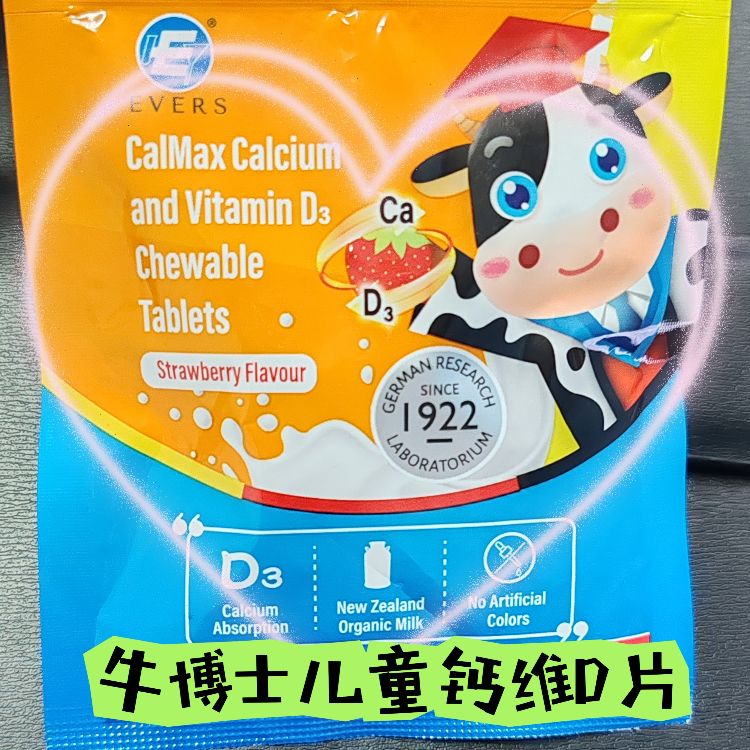 ®
EVERS
CalMax Calcium
and Vitamin D₃
Chewable
Tablets
Strawberry Flavour
Ca
D₃
GERMAN RESEARCH
SINCE
1922
LABORATORIUM
D₃
Calcium
Absorption
New Zealand
Organic Milk
No Artificial
Colors
牛博士儿童钙维D片